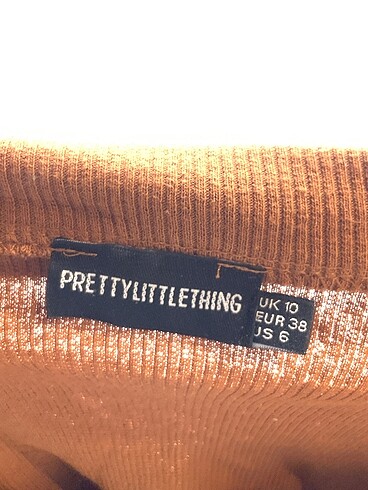 PRETTYLITTLETHING
UK 10
EUR 38
US 6